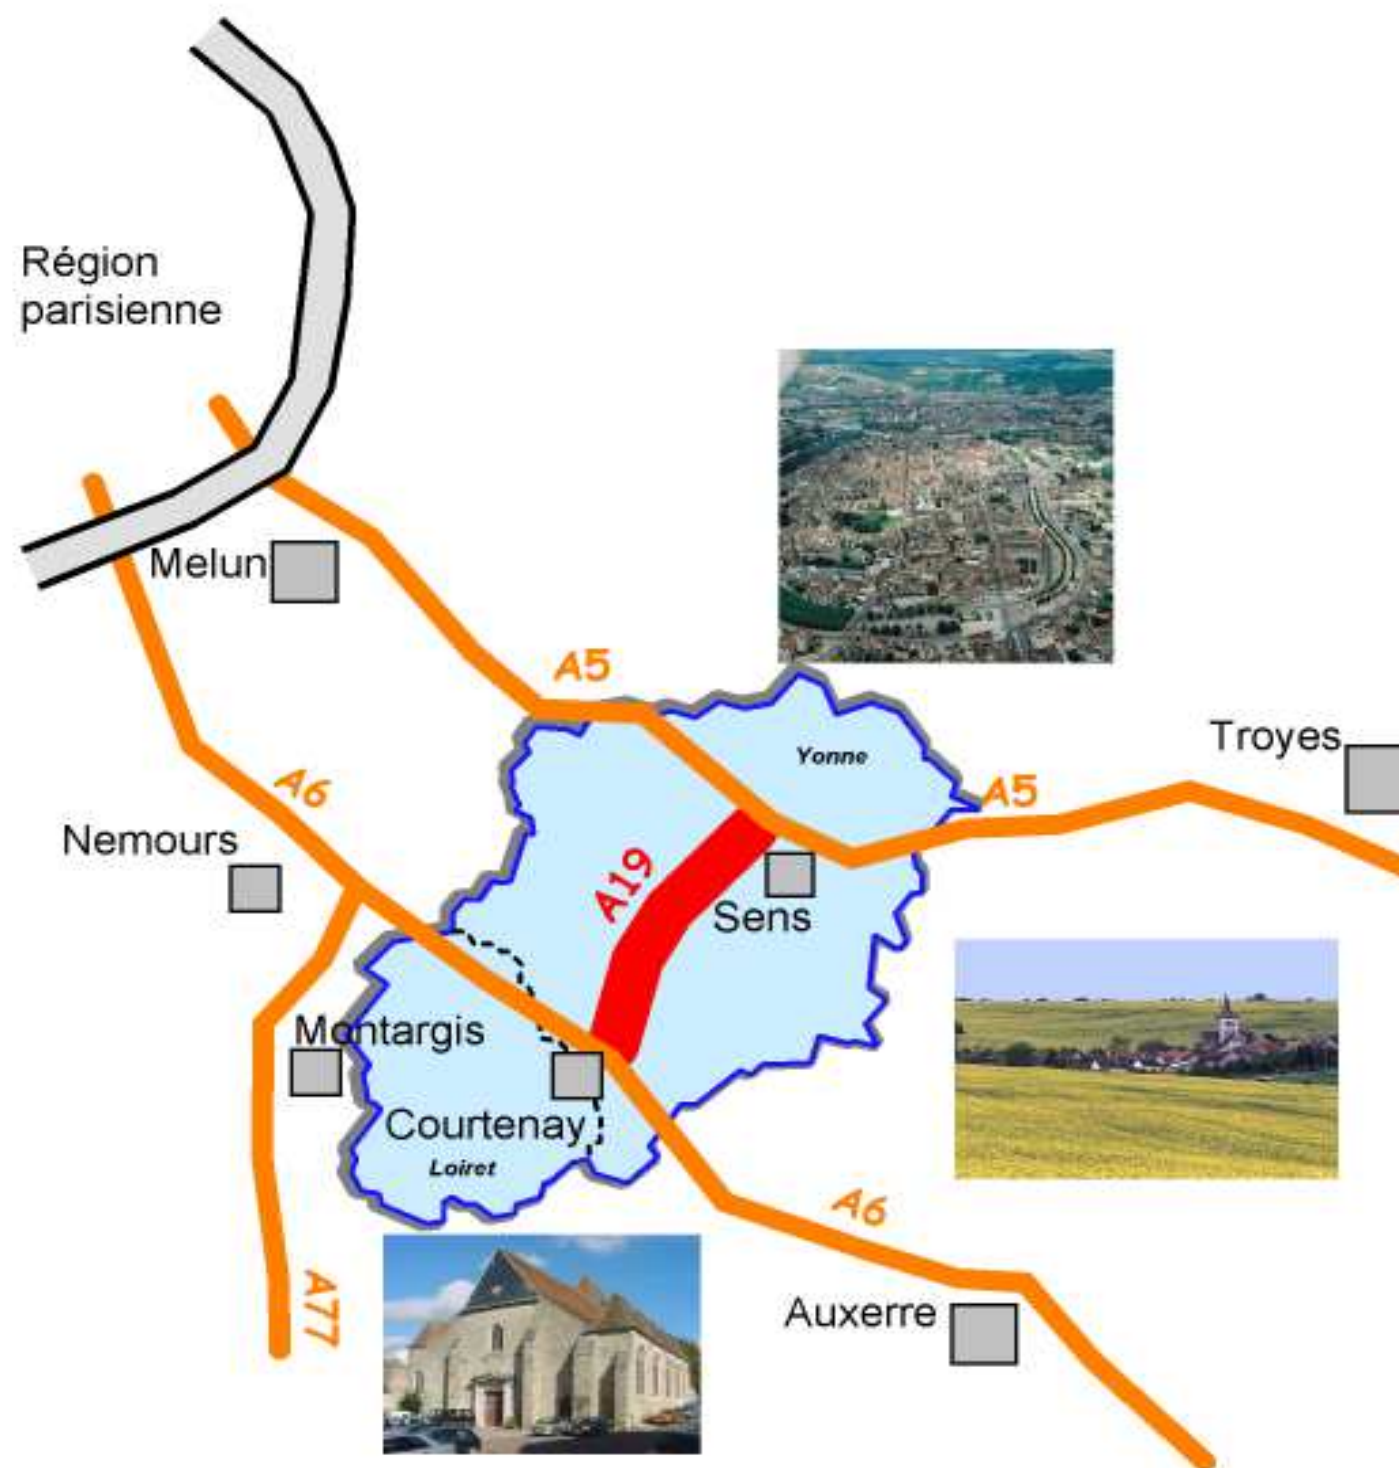 Région
parisienne
Melun
A5
Yonne
Troyes
A5
A6
Nemours
A19
Sens
Montargis
Courtenay
Loiret
A6
A77
Auxerre